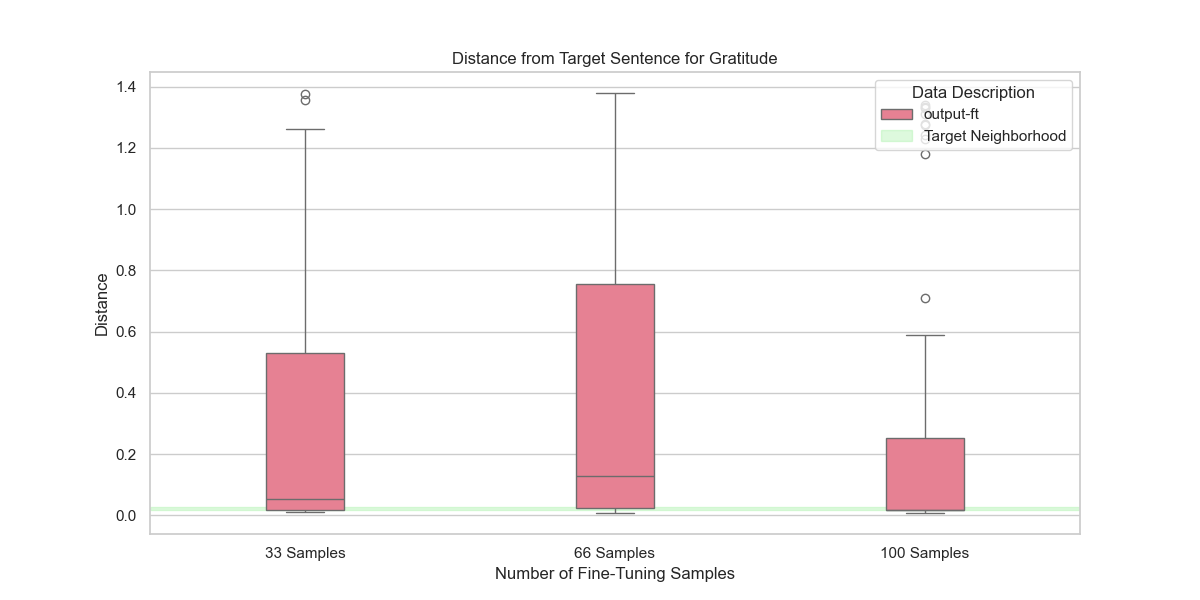 Distance from Target Sentence for Gratitude
Data Description
output-ft
Target Neighborhood
1.4
1.2
1.0
0.8
0.6
0.4
0.2
0.0
Distance
33 Samples
66 Samples
100 Samples
Number of Fine-Tuning Samples